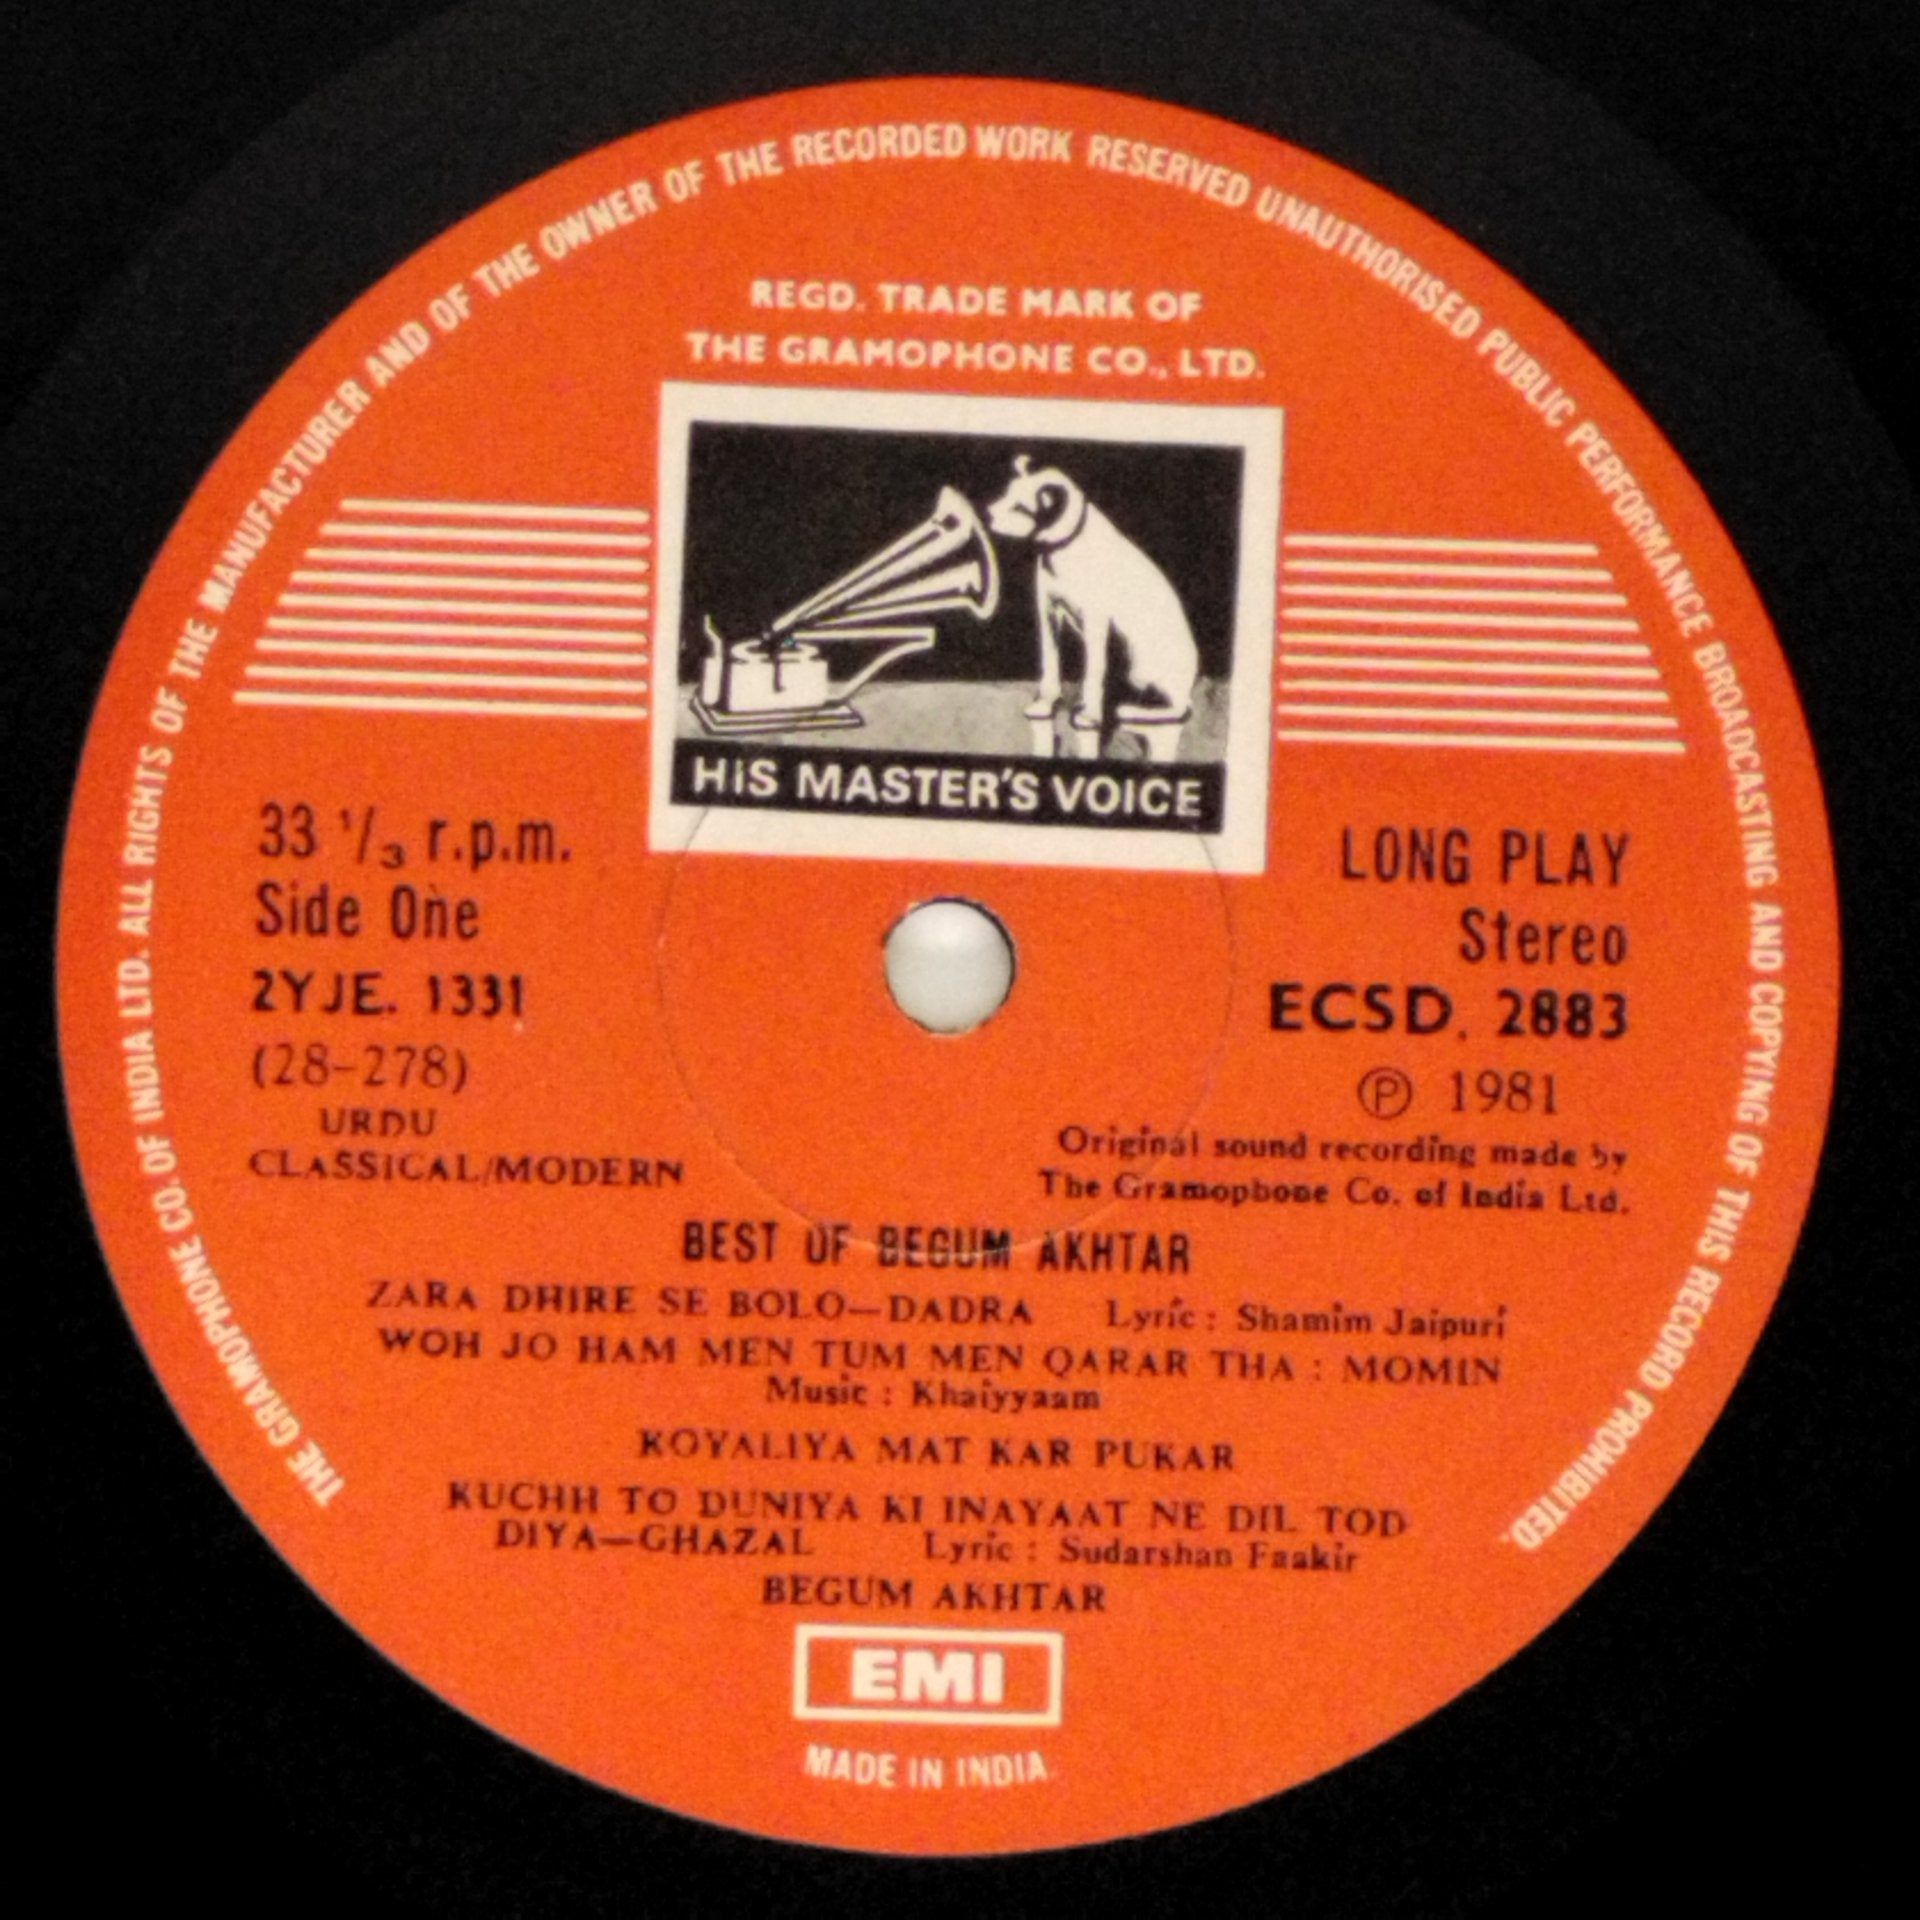 THE GRAMOPHONE CO. OF INDIA LTD. ALL RIGHTS OF THE MANUFACTURER AND OF THE OWNER OF THE RECORDED WORK RESERVED UNAUTHORISED PUBLIC PERFORMANCE BROADCASTING AND COPYING OF THIS RECORD PROHIBITED.
REGD. TRADE MARK OF
THE GRAMOPHONE CO., LTD.
HIS MASTER'S VOICE
33 1/3 r.p.m.
Side One
2YJE. 1331
(28-278)
URDU
CLASSICAL/MODERN
LONG PLAY
Stereo
ECSD. 2883
℗ 1981
Original sound recording made by
The Gramophone Co. of India Ltd.
BEST OF BEGUM AKHTAR
ZARA DHIRE SE BOLO—DADRA Lyric : Shamim Jaipuri
WOH JO HAM MEN TUM MEN QARAR THA : MOMIN
Music : Khaiyyaam
KOYALIYA MAT KAR PUKAR
KUCHH TO DUNIYA KI INAYAAT NE DIL TOD
DIYA—GHAZAL Lyric : Sudarshan Faakir
BEGUM AKHTAR
EMI
MADE IN INDIA